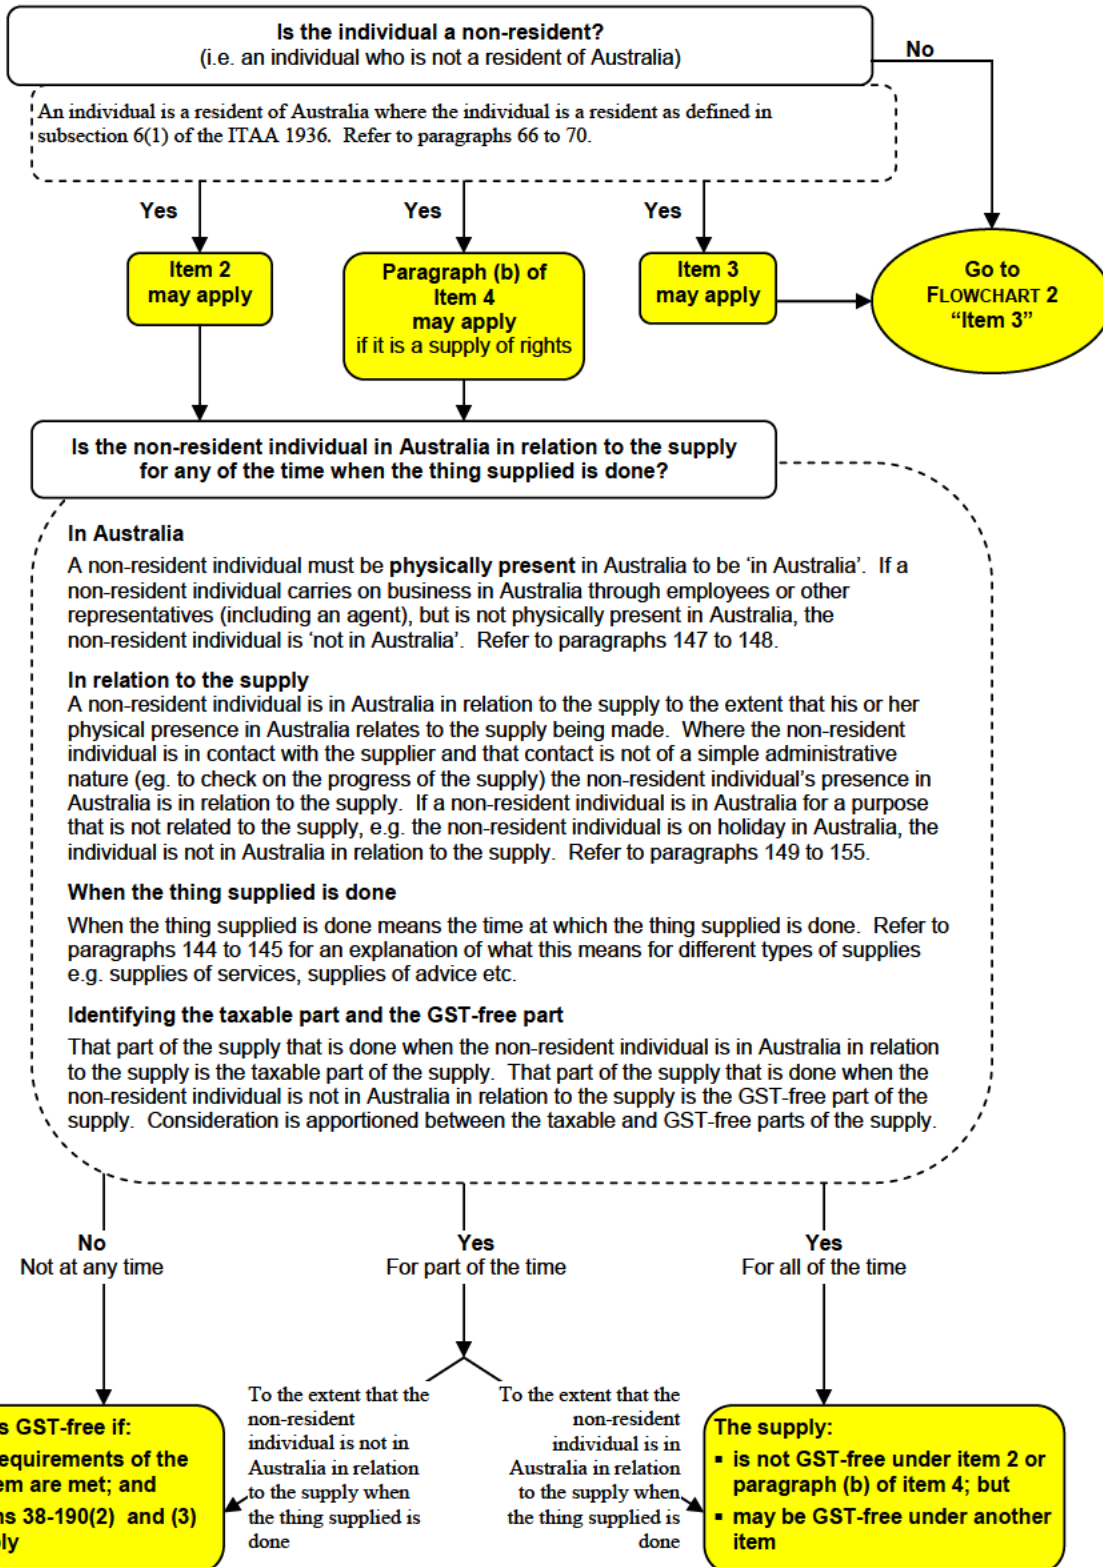 Is the individual a non-resident?
(i.e. an individual who is not a resident of Australia)
No
An individual is a resident of Australia where the individual is a resident as defined in
subsection 6(1) of the ITAA 1936.  Refer to paragraphs 66 to 70.
Yes
Yes
Yes
Item 2
may apply
Paragraph (b) of
Item 4
may apply
if it is a supply of rights
Item 3
may apply
Go to
FLOWCHART 2
“Item 3”
Is the non-resident individual in Australia in relation to the supply
for any of the time when the thing supplied is done?
In Australia
A non-resident individual must be physically present in Australia to be ‘in Australia’.  If a
non-resident individual carries on business in Australia through employees or other
representatives (including an agent), but is not physically present in Australia, the
non-resident individual is ‘not in Australia’.  Refer to paragraphs 147 to 148.
In relation to the supply
A non-resident individual is in Australia in relation to the supply to the extent that his or her
physical presence in Australia relates to the supply being made.  Where the non-resident
individual is in contact with the supplier and that contact is not of a simple administrative
nature (eg. to check on the progress of the supply) the non-resident individual’s presence in
Australia is in relation to the supply.  If a non-resident individual is in Australia for a purpose
that is not related to the supply, e.g. the non-resident individual is on holiday in Australia, the
individual is not in Australia in relation to the supply.  Refer to paragraphs 149 to 155.
When the thing supplied is done
When the thing supplied is done means the time at which the thing supplied is done.  Refer to
paragraphs 144 to 145 for an explanation of what this means for different types of supplies
e.g. supplies of services, supplies of advice etc.
Identifying the taxable part and the GST-free part
That part of the supply that is done when the non-resident individual is in Australia in relation
to the supply is the taxable part of the supply.  That part of the supply that is done when the
non-resident individual is not in Australia in relation to the supply is the GST-free part of the
supply.  Consideration is apportioned between the taxable and GST-free parts of the supply.
No
Not at any time
Yes
For part of the time
Yes
For all of the time
s GST-free if:
equirements of the
em are met; and
ns 38-190(2)  and (3)
ply
To the extent that the
non-resident
individual is not in
Australia in relation
to the supply when
the thing supplied is
done
To the extent that the
non-resident
individual is in
Australia in relation
to the supply when
the thing supplied is
done
The supply:
▪ is not GST-free under item 2 or
paragraph (b) of item 4; but
▪ may be GST-free under another
item